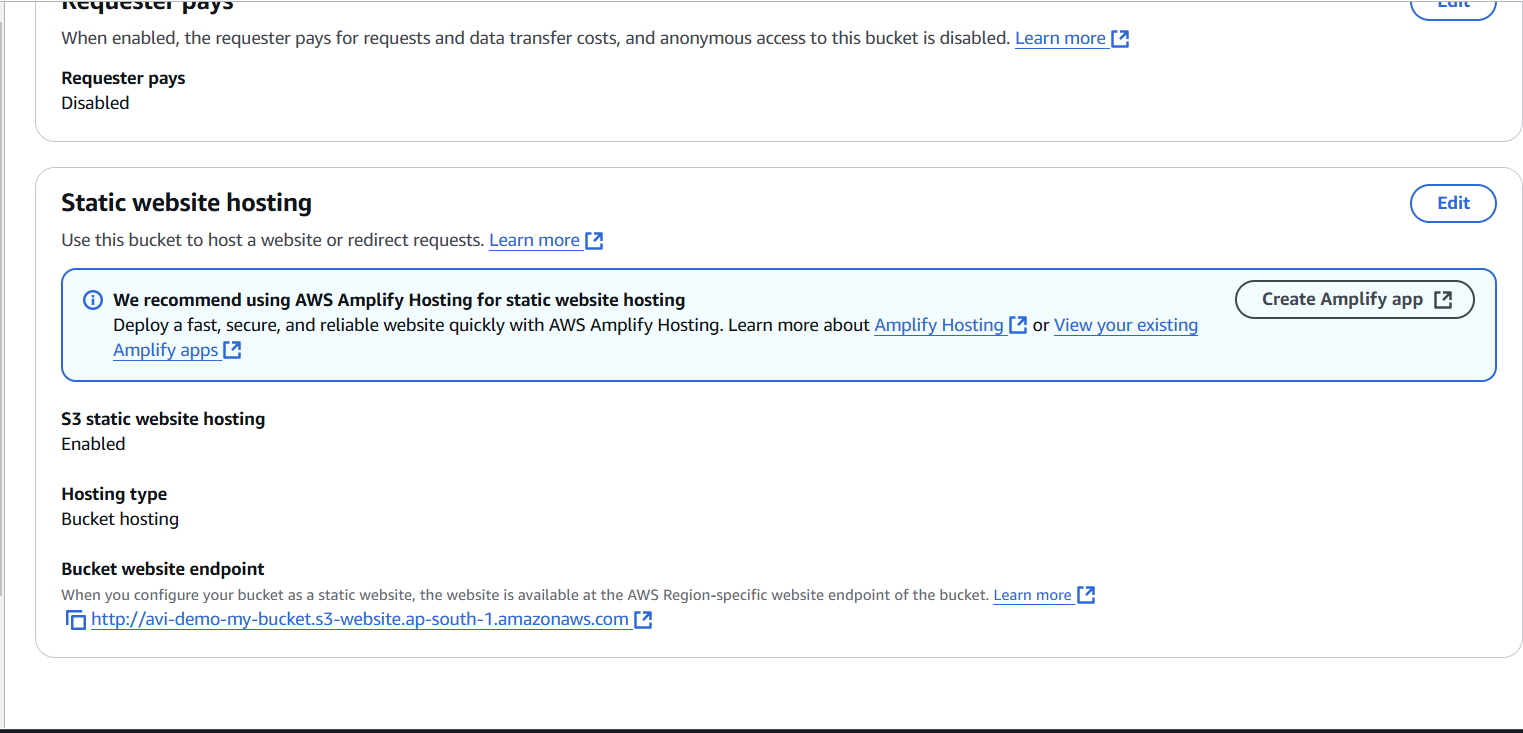 Requester pays
Edit
When enabled, the requester pays for requests and data transfer costs, and anonymous access to this bucket is disabled. Learn more
Requester pays
Disabled
Static website hosting
Edit
Use this bucket to host a website or redirect requests. Learn more
We recommend using AWS Amplify Hosting for static website hosting
Create Amplify app
Deploy a fast, secure, and reliable website quickly with AWS Amplify Hosting. Learn more about Amplify Hosting or View your existing
Amplify apps
S3 static website hosting
Enabled
Hosting type
Bucket hosting
Bucket website endpoint
When you configure your bucket as a static website, the website is available at the AWS Region-specific website endpoint of the bucket. Learn more
http://avi-demo-my-bucket.s3-website.ap-south-1.amazonaws.com